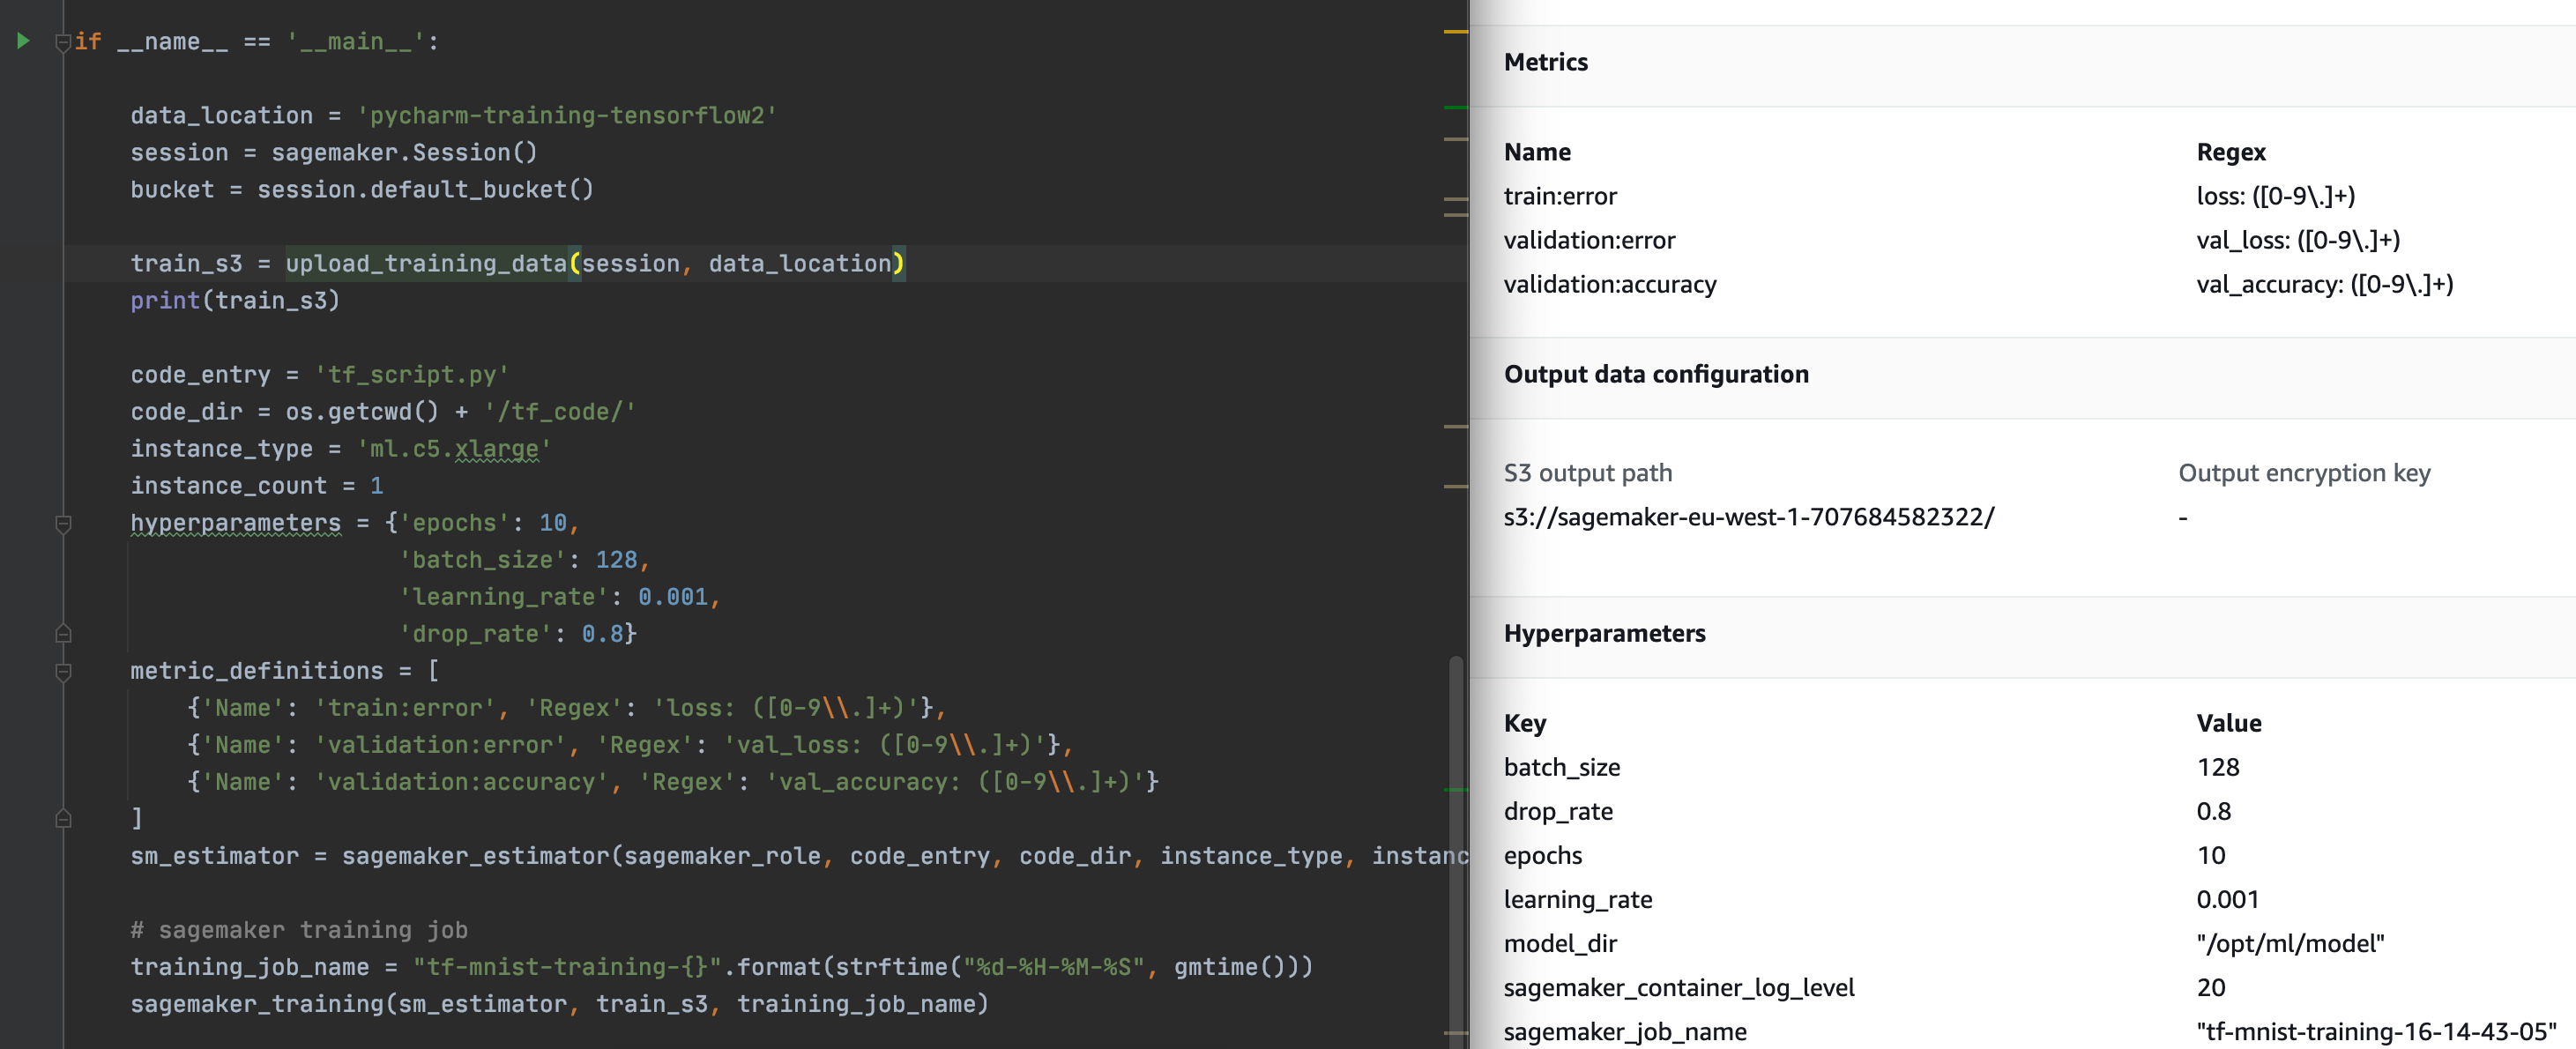 if __name__ == '__main__':
data_location = 'pycharm-training-tensorflow2'
session = sagemaker.Session()
bucket = session.default_bucket()
train_s3 = upload_training_data(session, data_location)
print(train_s3)
code_entry = 'tf_script.py'
code_dir = os.getcwd() + '/tf_code/'
instance_type = 'ml.c5.xlarge'
instance_count = 1
hyperparameters = {'epochs': 10,
'batch_size': 128,
'learning_rate': 0.001,
'drop_rate': 0.8}
metric_definitions = [
{'Name': 'train:error', 'Regex': 'loss: ([0-9\\.]+)'},
{'Name': 'validation:error', 'Regex': 'val_loss: ([0-9\\.]+)'},
{'Name': 'validation:accuracy', 'Regex': 'val_accuracy: ([0-9\\.]+)'}
]
sm_estimator = sagemaker_estimator(sagemaker_role, code_entry, code_dir, instance_type, instanc
# sagemaker training job
training_job_name = "tf-mnist-training-{}".format(strftime("%d-%H-%M-%S", gmtime()))
sagemaker_training(sm_estimator, train_s3, training_job_name)
Metrics
Name Regex
train:error loss: ([0-9\.]+)
validation:error val_loss: ([0-9\.]+)
validation:accuracy val_accuracy: ([0-9\.]+)
Output data configuration
S3 output path Output encryption key
s3://sagemaker-eu-west-1-707684582322/ -
Hyperparameters
Key Value
batch_size 128
drop_rate 0.8
epochs 10
learning_rate 0.001
model_dir "/opt/ml/model"
sagemaker_container_log_level 20
sagemaker_job_name "tf-mnist-training-16-14-43-05"